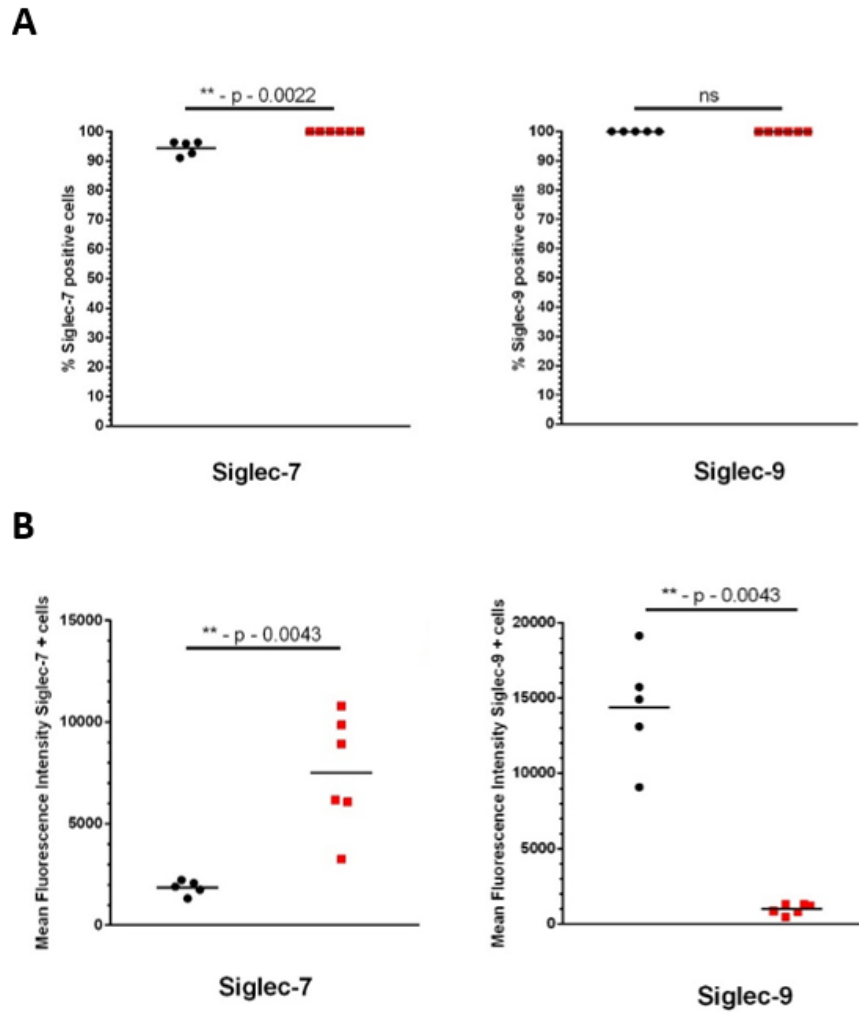 A
** - p - 0.0022
ns
% Siglec-7 positive cells
100
90
80
70
60
50
40
30
20
10
0
Siglec-7
% Siglec-9 positive cells
100
90
80
70
60
50
40
30
20
10
0
Siglec-9
B
Mean Fluorescence Intensity Siglec-7 + cells
15000
** - p - 0.0043
10000
5000
0
Siglec-7
Mean Fluorescence Intensity Siglec-9 + cells
** - p - 0.0043
20000
15000
10000
5000
0
Siglec-9